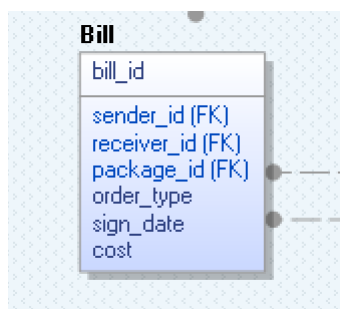 Bill
bill_id
sender_id (FK)
receiver_id (FK)
package_id (FK)
order_type
sign_date
cost